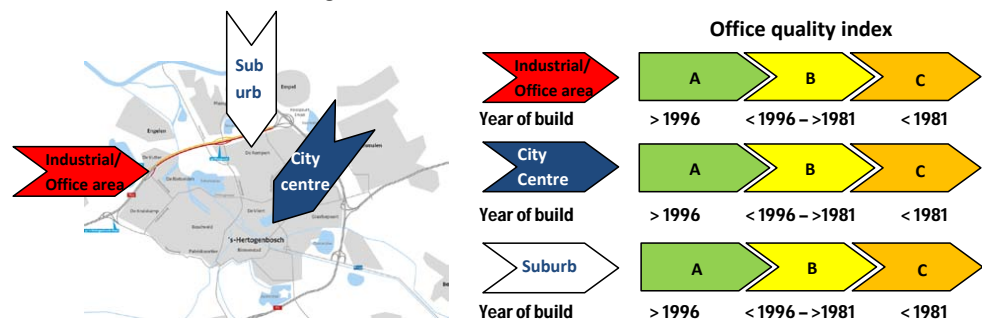 Sub
urb
Empel
Engelen
Industrial/
Office area
City
centre
's-Hertogenbosch
Office quality index
Industrial/
Office area
A
B
C
Year of build
> 1996
< 1996 – >1981
< 1981
City
Centre
A
B
C
Year of build
> 1996
< 1996 – >1981
< 1981
Suburb
A
B
C
Year of build
> 1996
< 1996 – >1981
< 1981